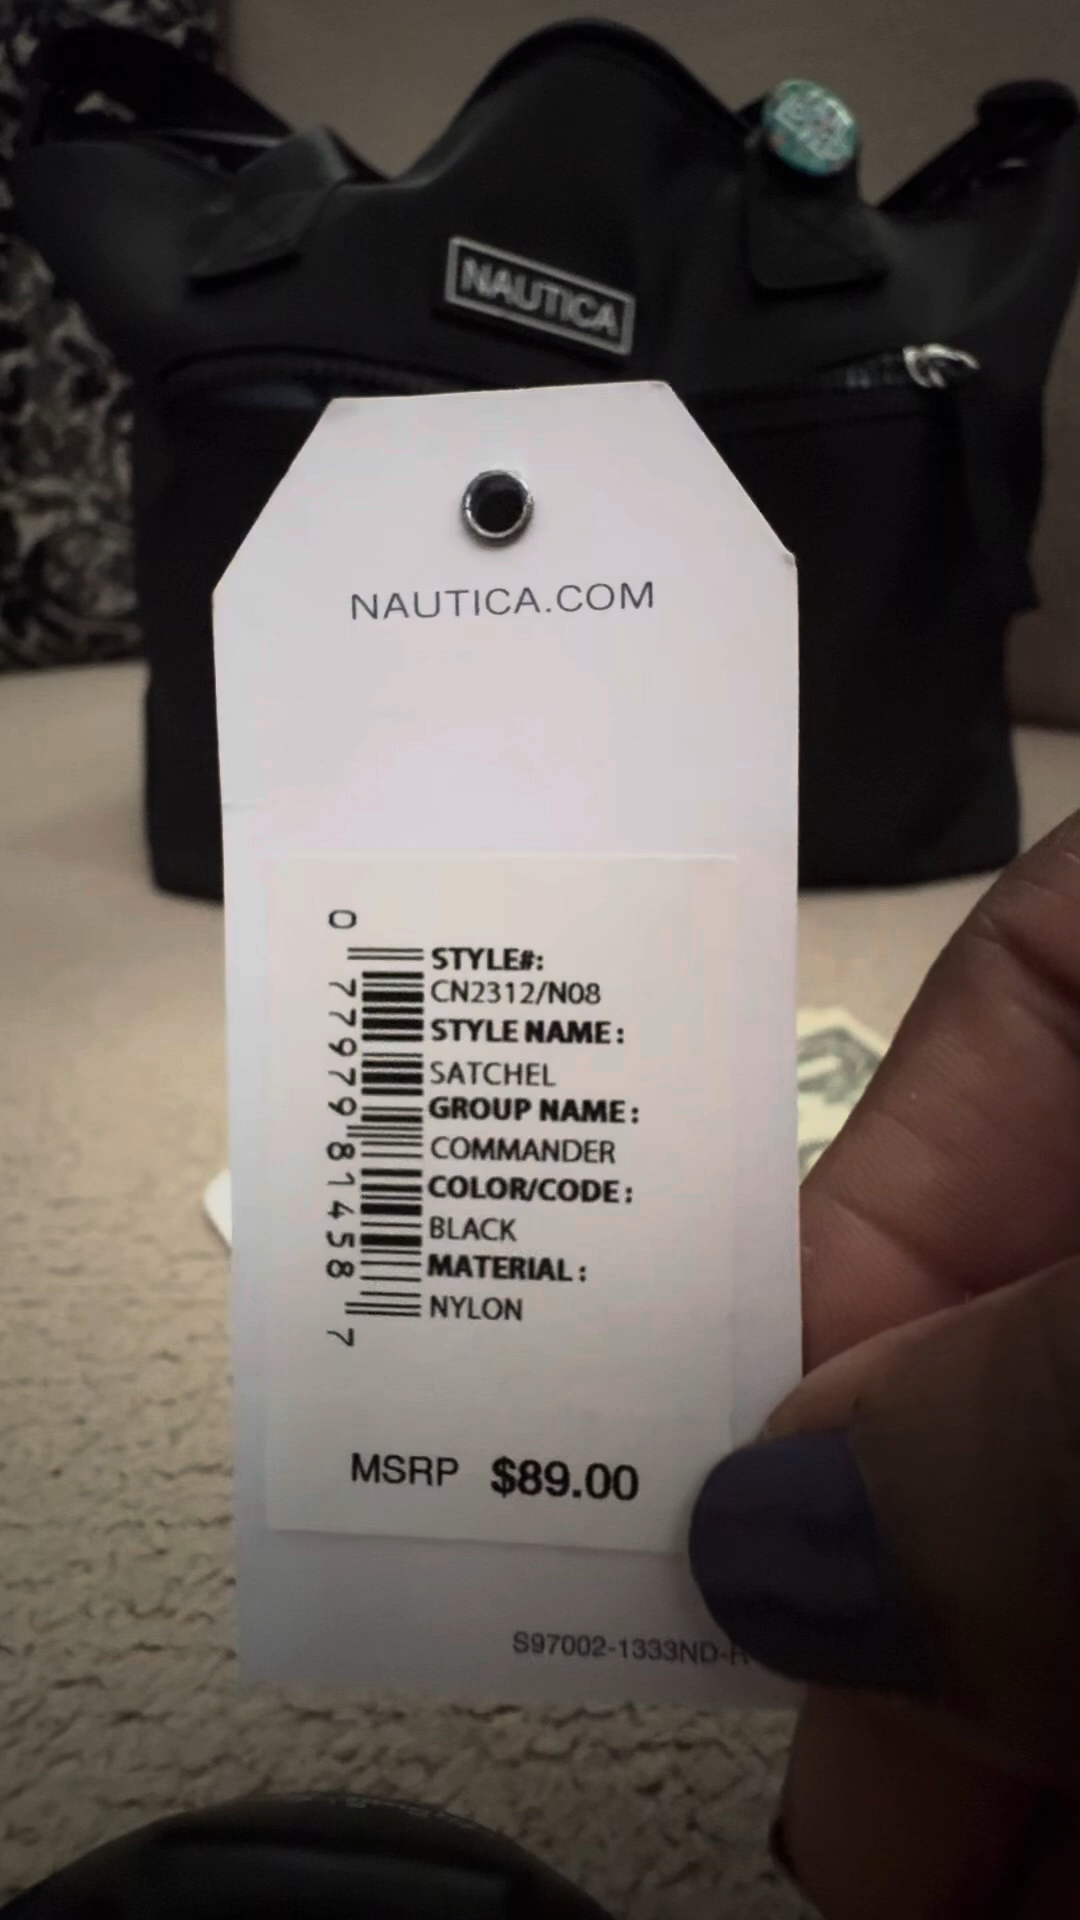 NAUTICA
NAUTICA.COM
STYLE#:
CN2312/N08
STYLE NAME:
SATCHEL
GROUP NAME:
COMMANDER
COLOR/CODE:
BLACK
MATERIAL:
NYLON
0 77979 81458 7
MSRP $89.00
S97002-1333ND-